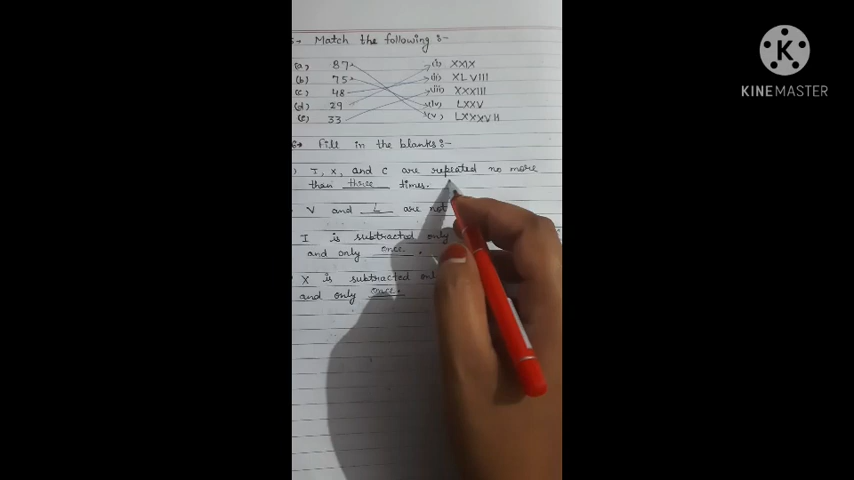 Match the following :-
(a) 87 (i) XXIX
(b) 75 (ii) XLVIII
(c) 48 (iii) XXXIII
(d) 29 (iv) LXXV
(e) 33 (v) LXXXVII
Fill in the blanks :-
I, X, and C are repeated no more
than three times.
V and L are not
I is subtracted only
and only once.
X is subtracted only
and only once.
K
KINEMASTER